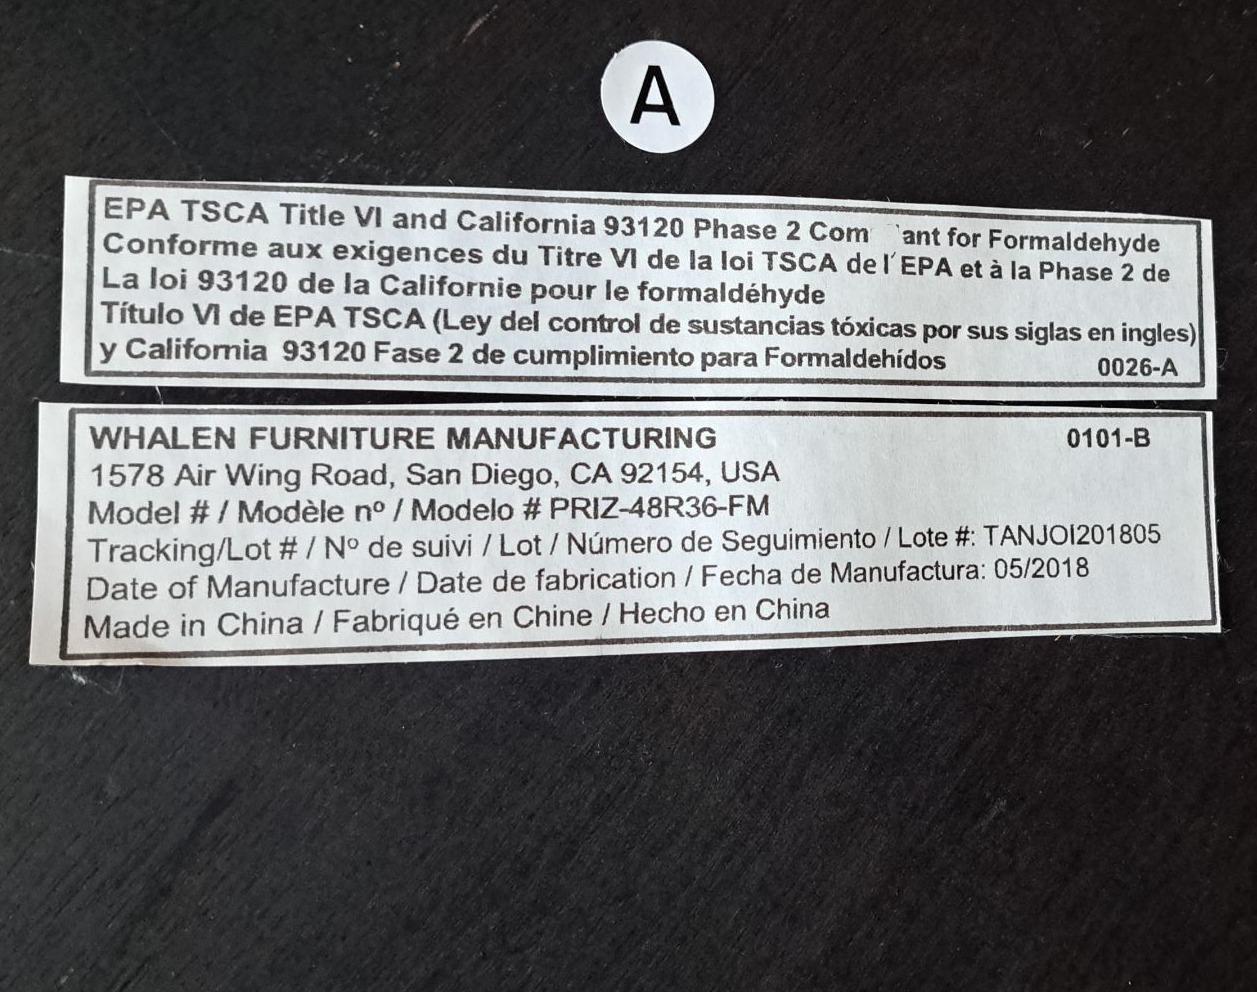 A
EPA TSCA Title VI and California 93120 Phase 2 Com ant for Formaldehyde
Conforme aux exigences du Titre VI de la loi TSCA de l'EPA et à la Phase 2 de
La loi 93120 de la Californie pour le formaldéhyde
Título VI de EPA TSCA (Ley del control de sustancias tóxicas por sus siglas en ingles)
y California 93120 Fase 2 de cumplimiento para Formaldehídos 0026-A
WHALEN FURNITURE MANUFACTURING 0101-B
1578 Air Wing Road, San Diego, CA 92154, USA
Model # / Modèle nº / Modelo # PRIZ-48R36-FM
Tracking/Lot # / Nº de suivi / Lot / Número de Seguimiento / Lote #: TANJOI201805
Date of Manufacture / Date de fabrication / Fecha de Manufactura: 05/2018
Made in China / Fabriqué en Chine / Hecho en China